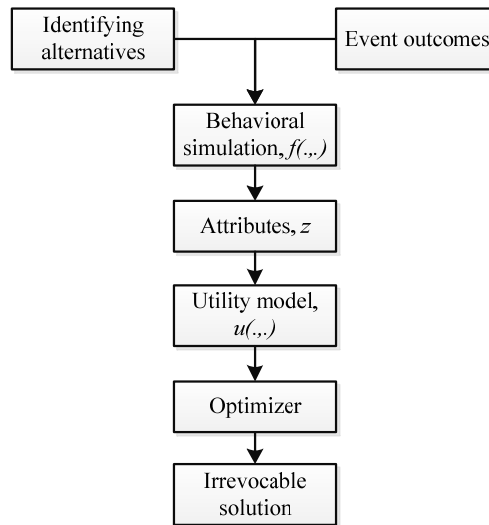 Identifying
alternatives
Event outcomes
Behavioral
simulation, f(.,.)
Attributes, z
Utility model,
u(.,.)
Optimizer
Irrevocable
solution